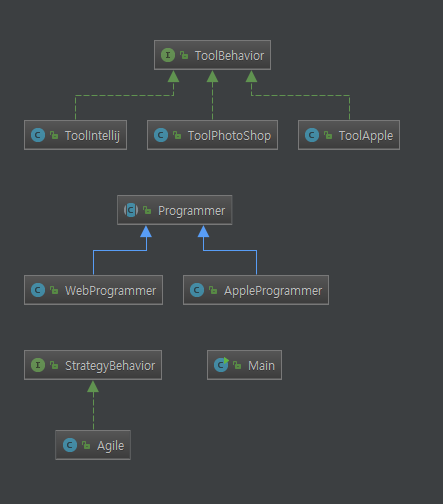 I ToolBehavior
C ToolIntellij
C ToolPhotoShop
C ToolApple
C Programmer
C WebProgrammer
C AppleProgrammer
I StrategyBehavior
C Main
C Agile